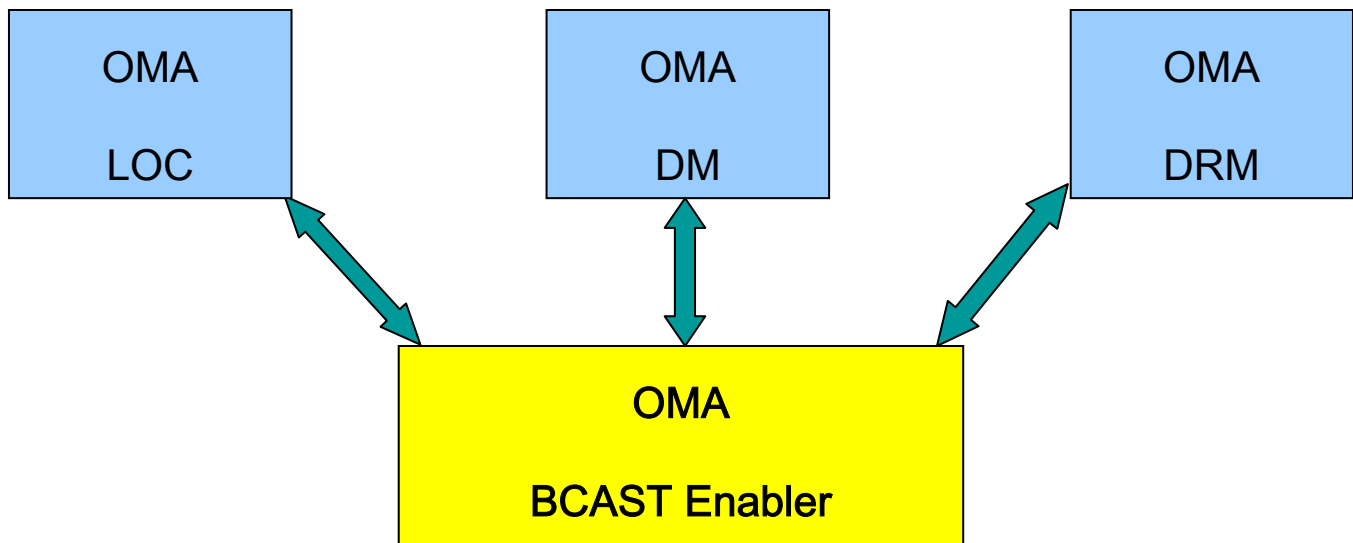 OMA
LOC
OMA
DM
OMA
DRM
OMA
BCAST Enabler